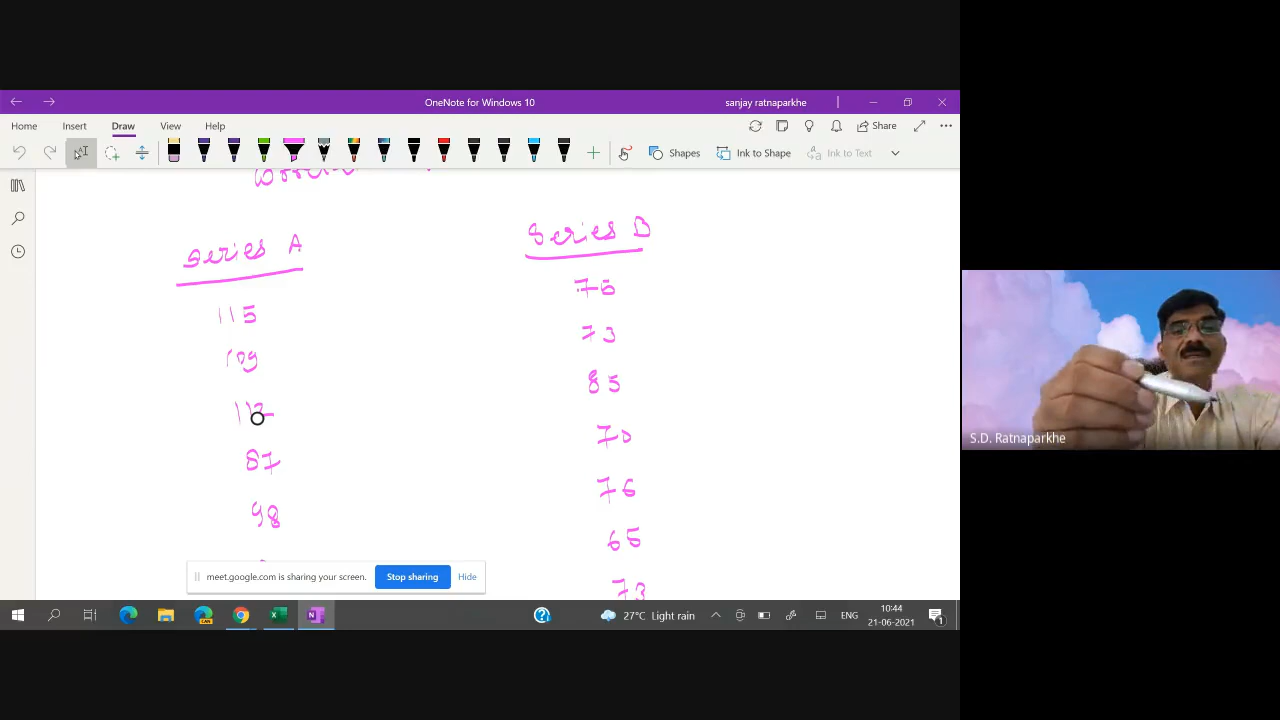 OneNote for Windows 10
sanjay ratnaparkhe
Home Insert Draw View Help
Share
Shapes Ink to Shape Ink to Text
Series A
115
109
112
87
98
Series B
75
73
85
70
76
65
73
S.D. Ratnaparkhe
meet.google.com is sharing your screen. Stop sharing Hide
27°C Light rain
ENG
10:44
21-06-2021